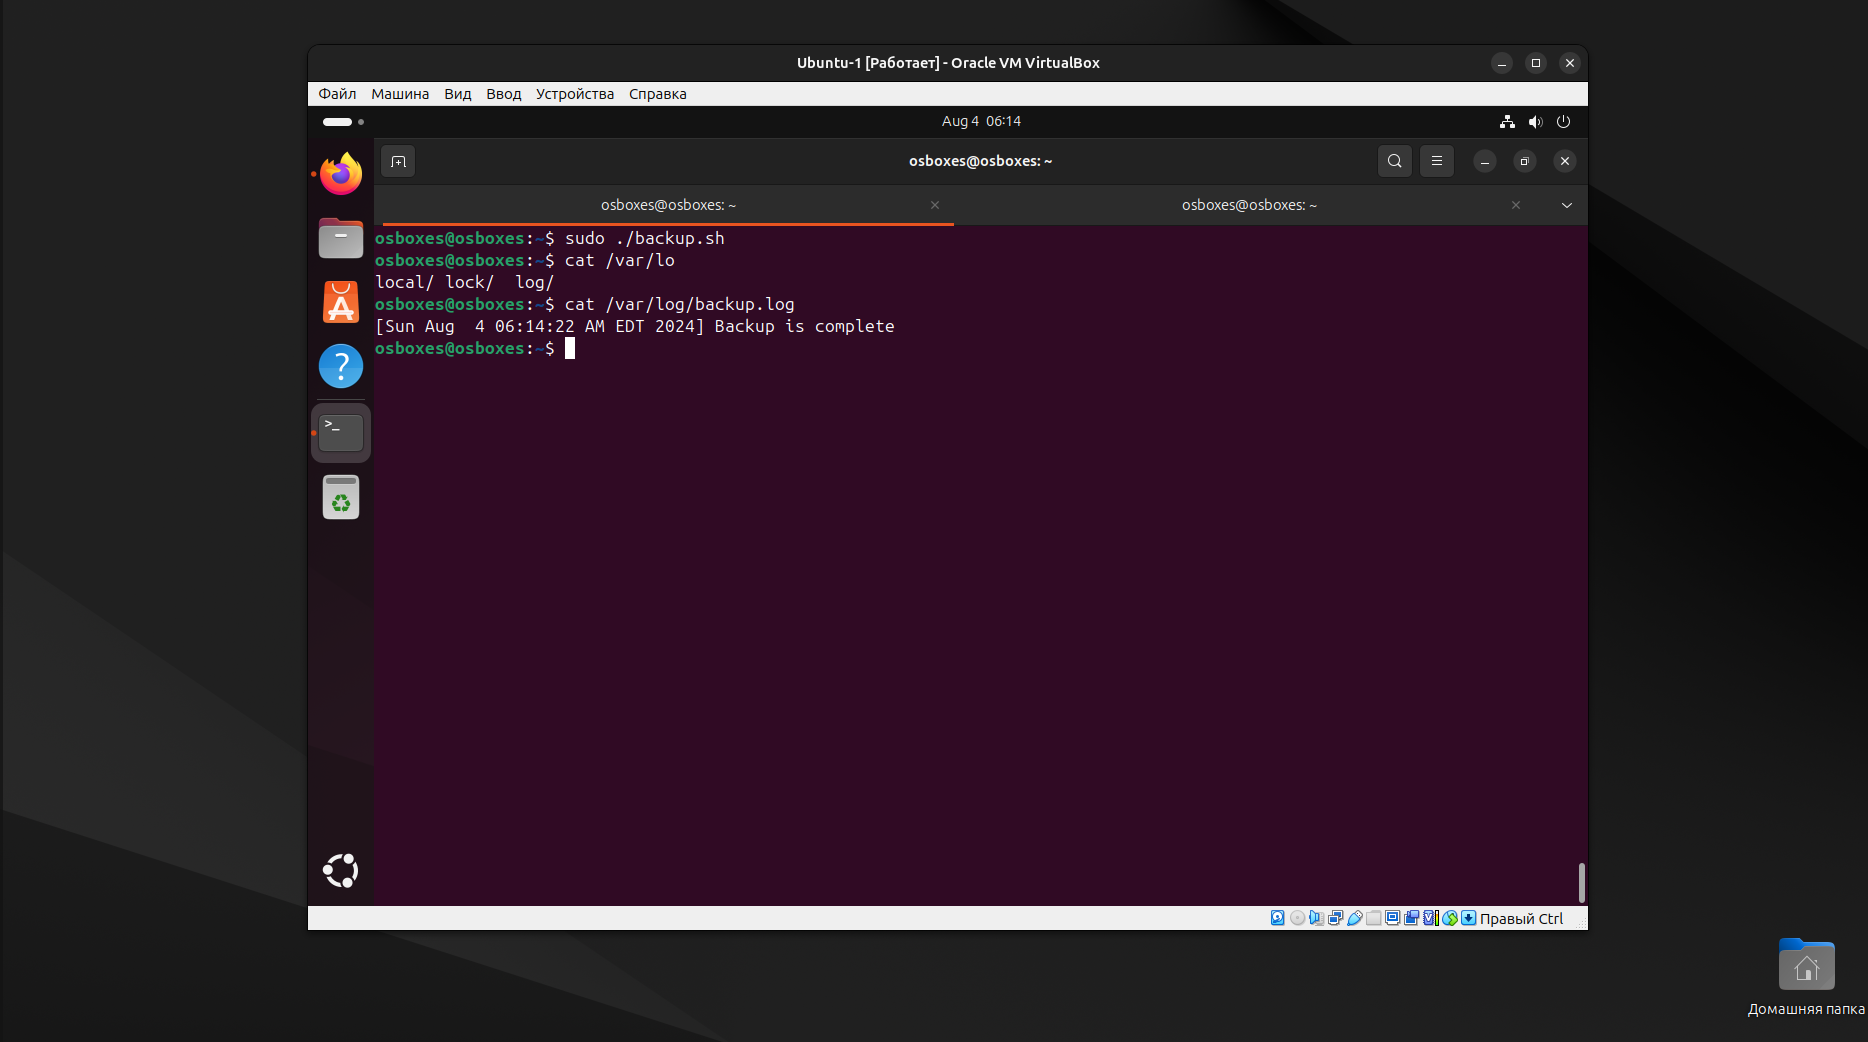 Ubuntu-1 [Работает] - Oracle VM VirtualBox
Файл Машина Вид Ввод Устройства Справка
Aug 4 06:14
osboxes@osboxes: ~
osboxes@osboxes: ~ osboxes@osboxes: ~
osboxes@osboxes:~$ sudo ./backup.sh
osboxes@osboxes:~$ cat /var/lo
local/ lock/  log/
osboxes@osboxes:~$ cat /var/log/backup.log
[Sun Aug  4 06:14:22 AM EDT 2024] Backup is complete
osboxes@osboxes:~$
Правый Ctrl
Домашняя папка